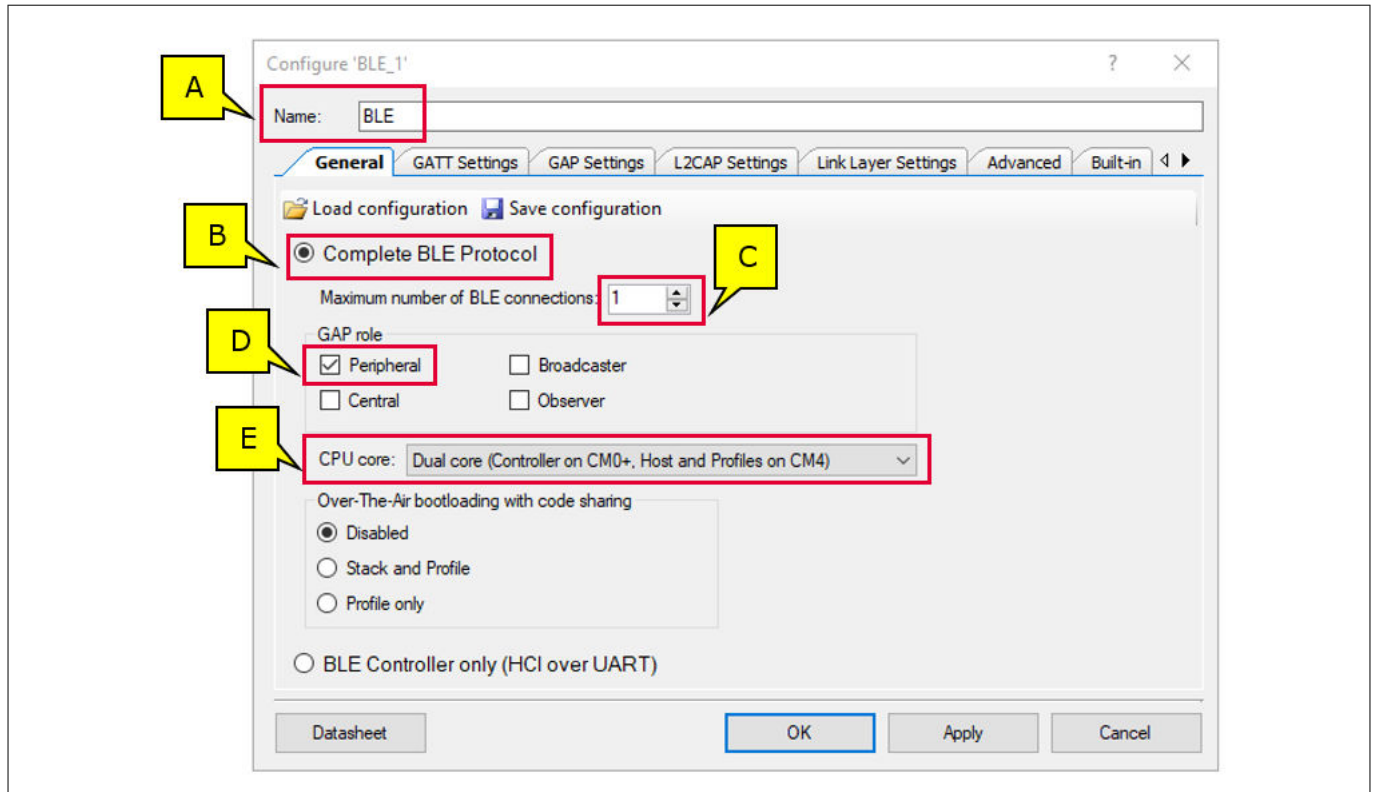 Configure 'BLE_1' ? ×
A
Name: BLE
General GATT Settings GAP Settings L2CAP Settings Link Layer Settings Advanced Built-in
Load configuration Save configuration
B
Complete BLE Protocol
C
Maximum number of BLE connections: 1
GAP role
D
Peripheral Broadcaster
Central Observer
E
CPU core: Dual core (Controller on CM0+, Host and Profiles on CM4)
Over-The-Air bootloading with code sharing
Disabled
Stack and Profile
Profile only
BLE Controller only (HCI over UART)
Datasheet OK Apply Cancel